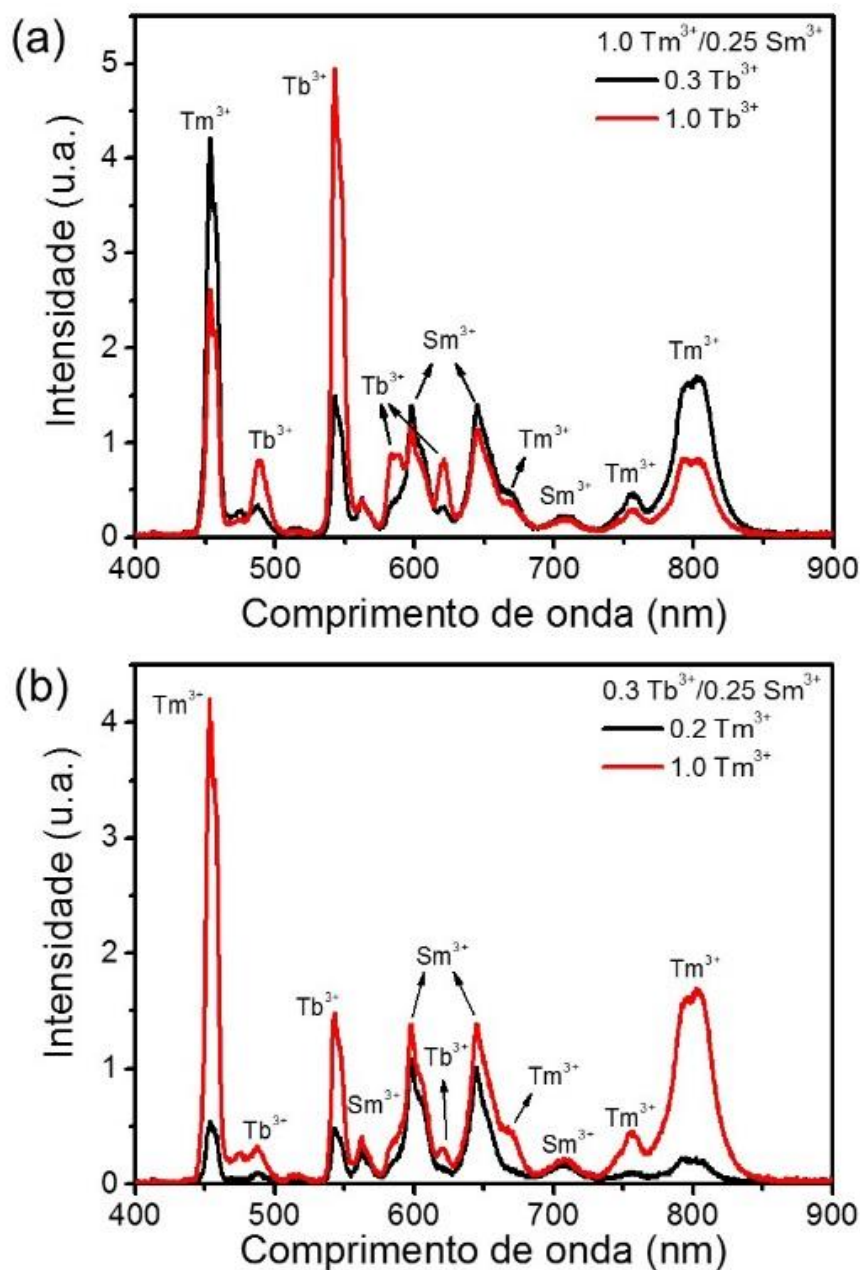 (a)
1.0 Tm³⁺/0.25 Sm³⁺
0.3 Tb³⁺
1.0 Tb³⁺
Tb³⁺
Tm³⁺
Sm³⁺
Tb³⁺
Tm³⁺
Tb³⁺
Tm³⁺
Sm³⁺
Tm³⁺
Intensidade (u.a.)
5
4
3
2
1
0
400 500 600 700 800 900
Comprimento de onda (nm)
(b)
0.3 Tb³⁺/0.25 Sm³⁺
0.2 Tm³⁺
1.0 Tm³⁺
Tm³⁺
Sm³⁺
Tm³⁺
Tb³⁺
Tb³⁺
Sm³⁺
Tm³⁺
Tb³⁺
Sm³⁺
Tm³⁺
Intensidade (u.a.)
4
3
2
1
0
400 500 600 700 800 900
Comprimento de onda (nm)